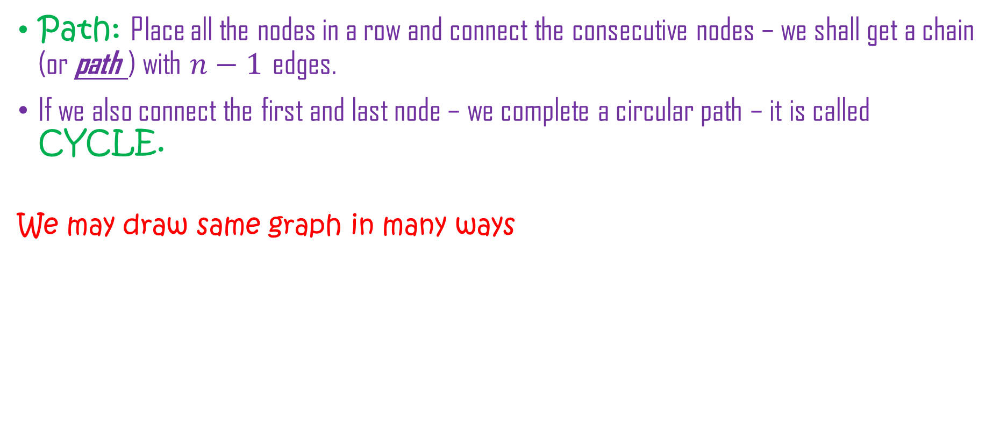 • Path: Place all the nodes in a row and connect the consecutive nodes – we shall get a chain
(or path ) with n − 1 edges.
• If we also connect the first and last node – we complete a circular path – it is called
CYCLE.
We may draw same graph in many ways